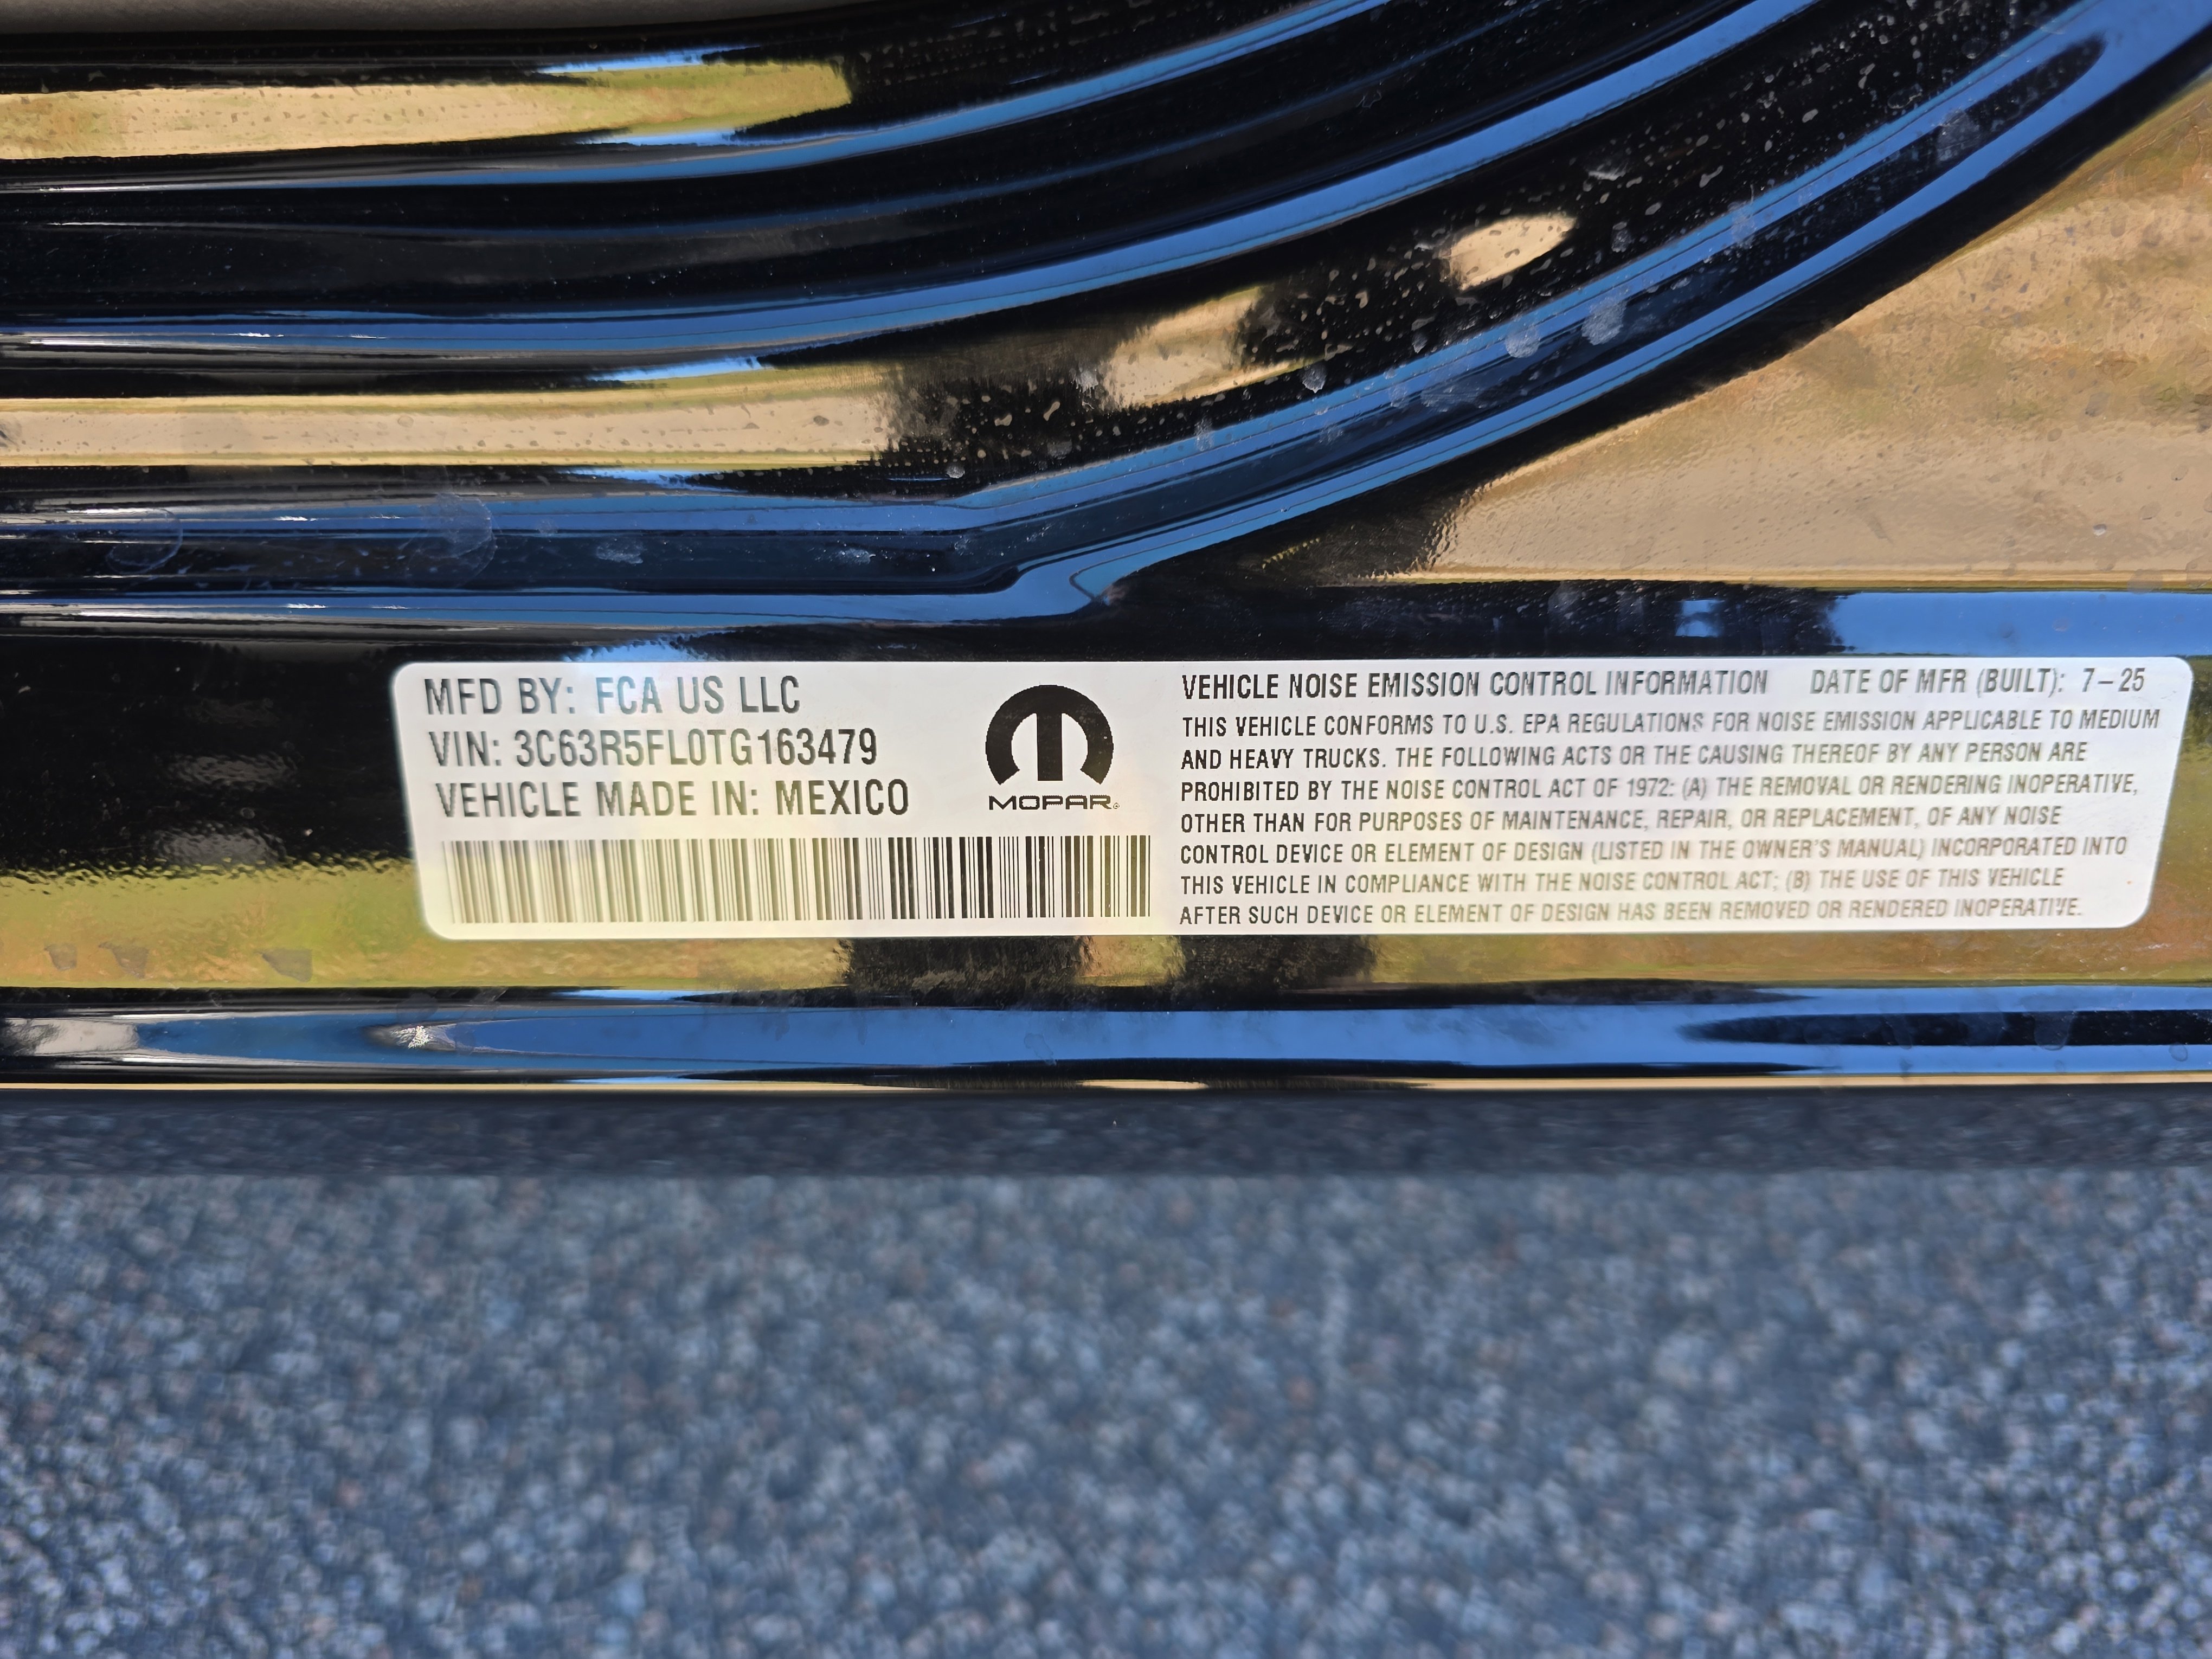 MFD BY: FCA US LLC
VIN: 3C63R5FL0TG163479
VEHICLE MADE IN: MEXICO
MOPAR®
VEHICLE NOISE EMISSION CONTROL INFORMATION DATE OF MFR (BUILT): 7-25
THIS VEHICLE CONFORMS TO U.S. EPA REGULATIONS FOR NOISE EMISSION APPLICABLE TO MEDIUM
AND HEAVY TRUCKS. THE FOLLOWING ACTS OR THE CAUSING THEREOF BY ANY PERSON ARE
PROHIBITED BY THE NOISE CONTROL ACT OF 1972: (A) THE REMOVAL OR RENDERING INOPERATIVE,
OTHER THAN FOR PURPOSES OF MAINTENANCE, REPAIR, OR REPLACEMENT, OF ANY NOISE
CONTROL DEVICE OR ELEMENT OF DESIGN (LISTED IN THE OWNER'S MANUAL) INCORPORATED INTO
THIS VEHICLE IN COMPLIANCE WITH THE NOISE CONTROL ACT; (B) THE USE OF THIS VEHICLE
AFTER SUCH DEVICE OR ELEMENT OF DESIGN HAS BEEN REMOVED OR RENDERED INOPERATIVE.